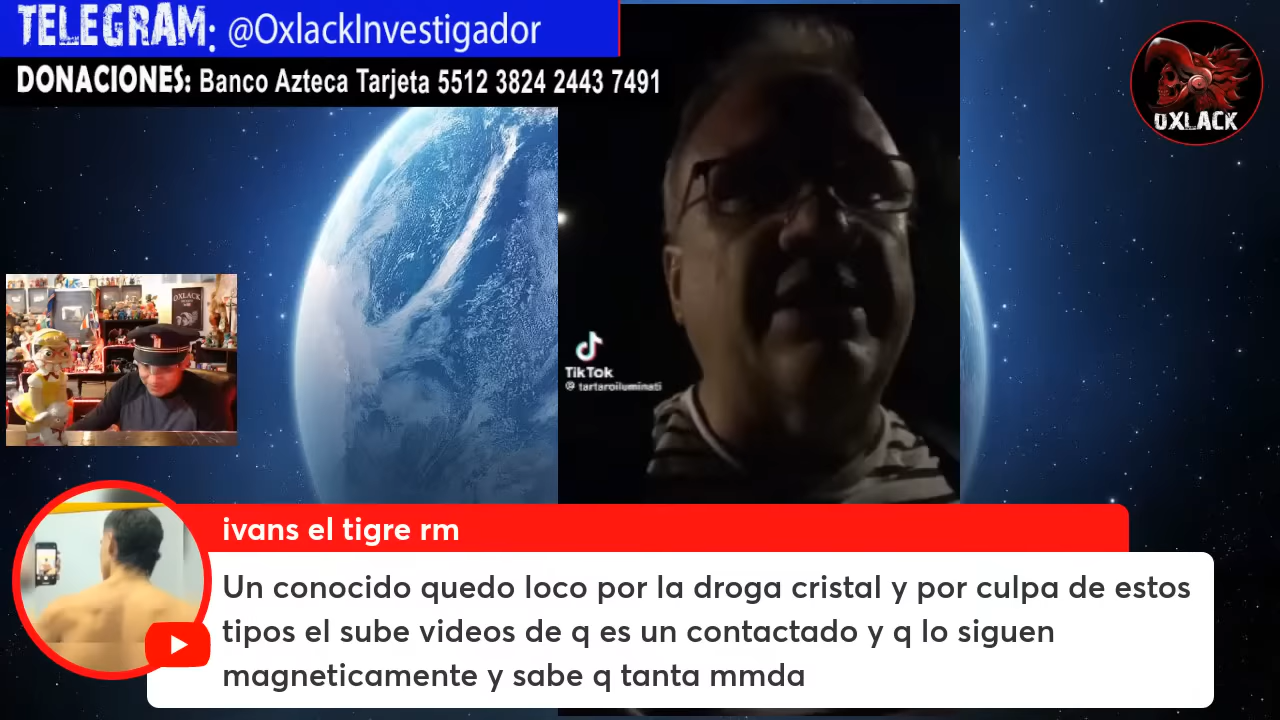 TELEGRAM: @OxlackInvestigador
DONACIONES: Banco Azteca Tarjeta 5512 3824 2443 7491
OXLACK
OXLACK
TikTok
@ tartaroiluminati
ivans el tigre rm
Un conocido quedo loco por la droga cristal y por culpa de estos
tipos el sube videos de q es un contactado y q lo siguen
magneticamente y sabe q tanta mmda